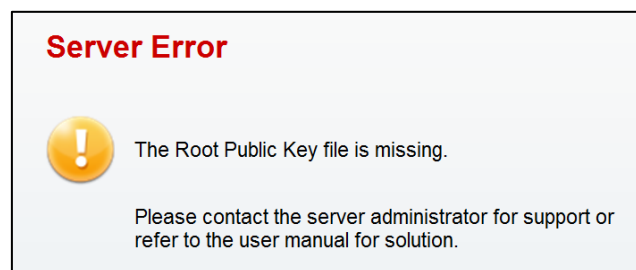 Server Error
The Root Public Key file is missing.
Please contact the server administrator for support or
refer to the user manual for solution.